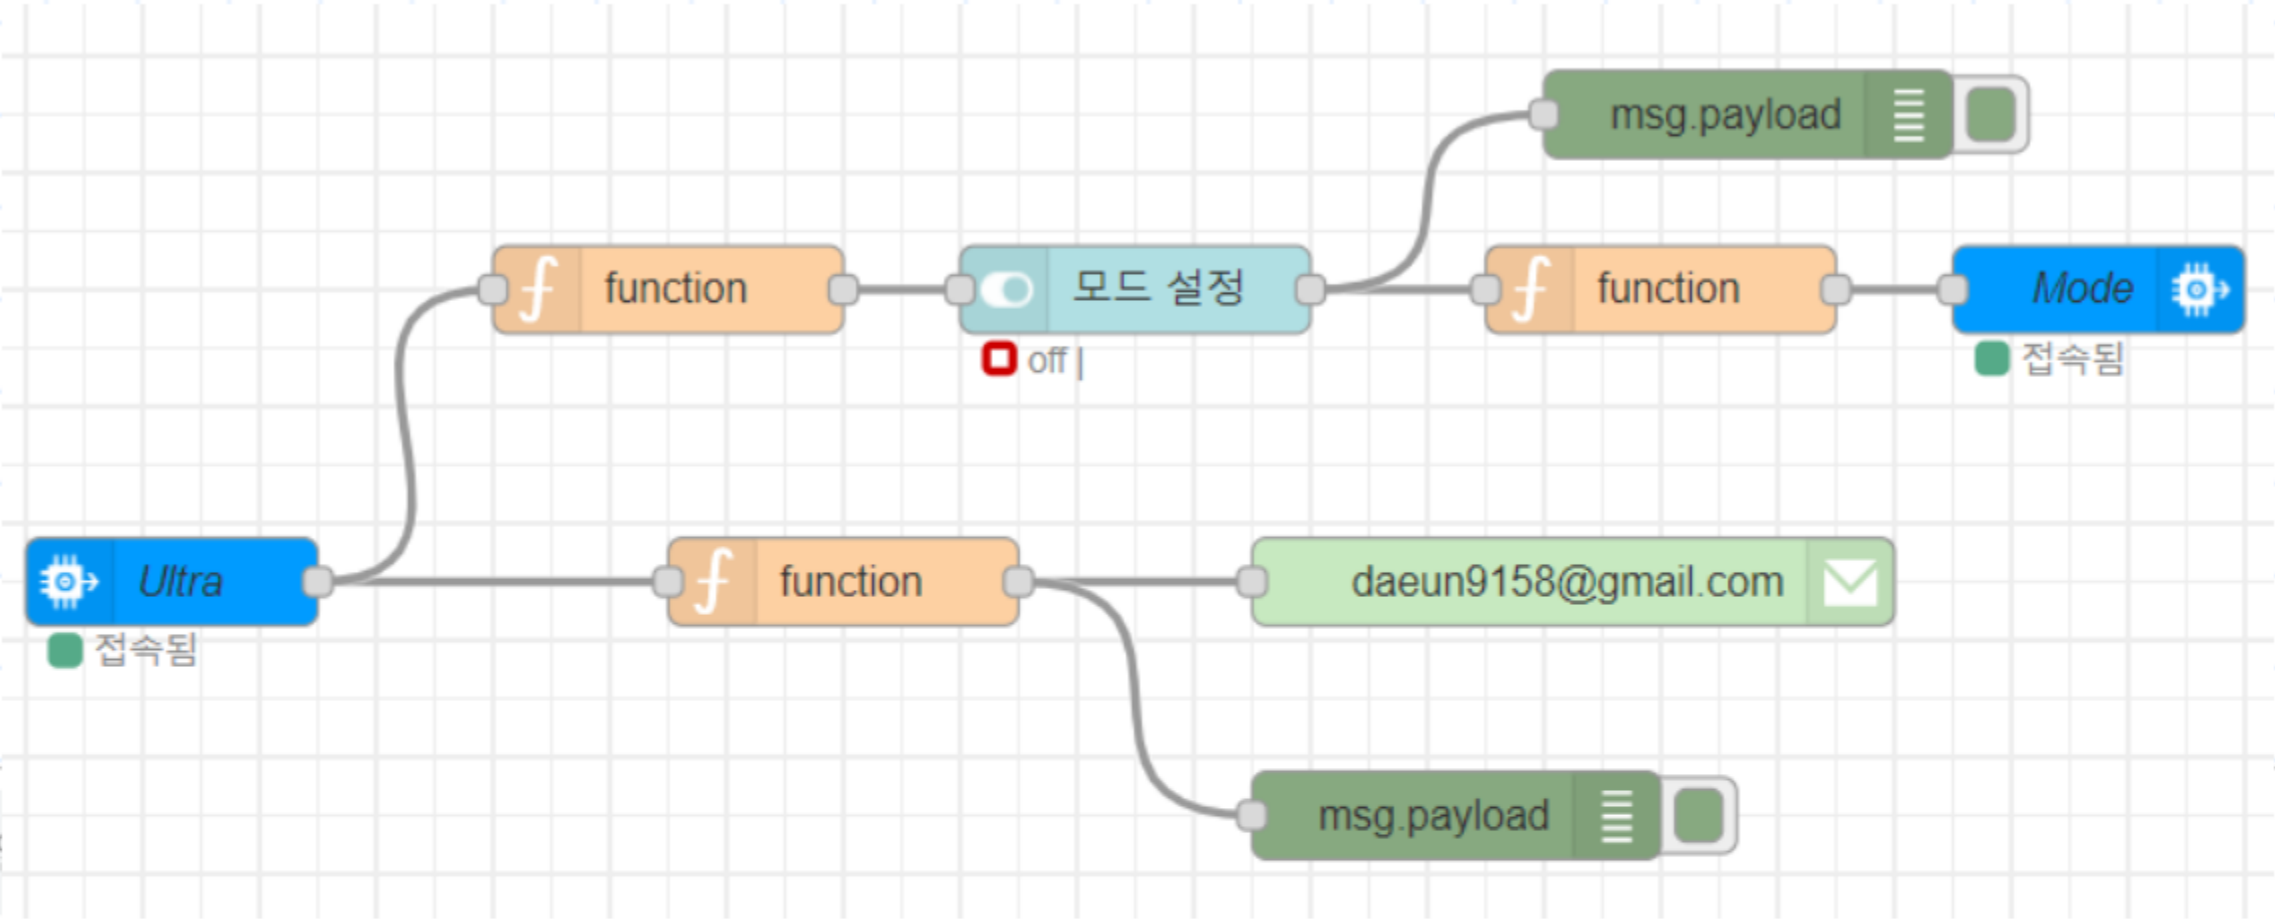 msg.payload
function
모드 설정
function
Mode
off |
접속됨
Ultra
function
daeun9158@gmail.com
접속됨
msg.payload